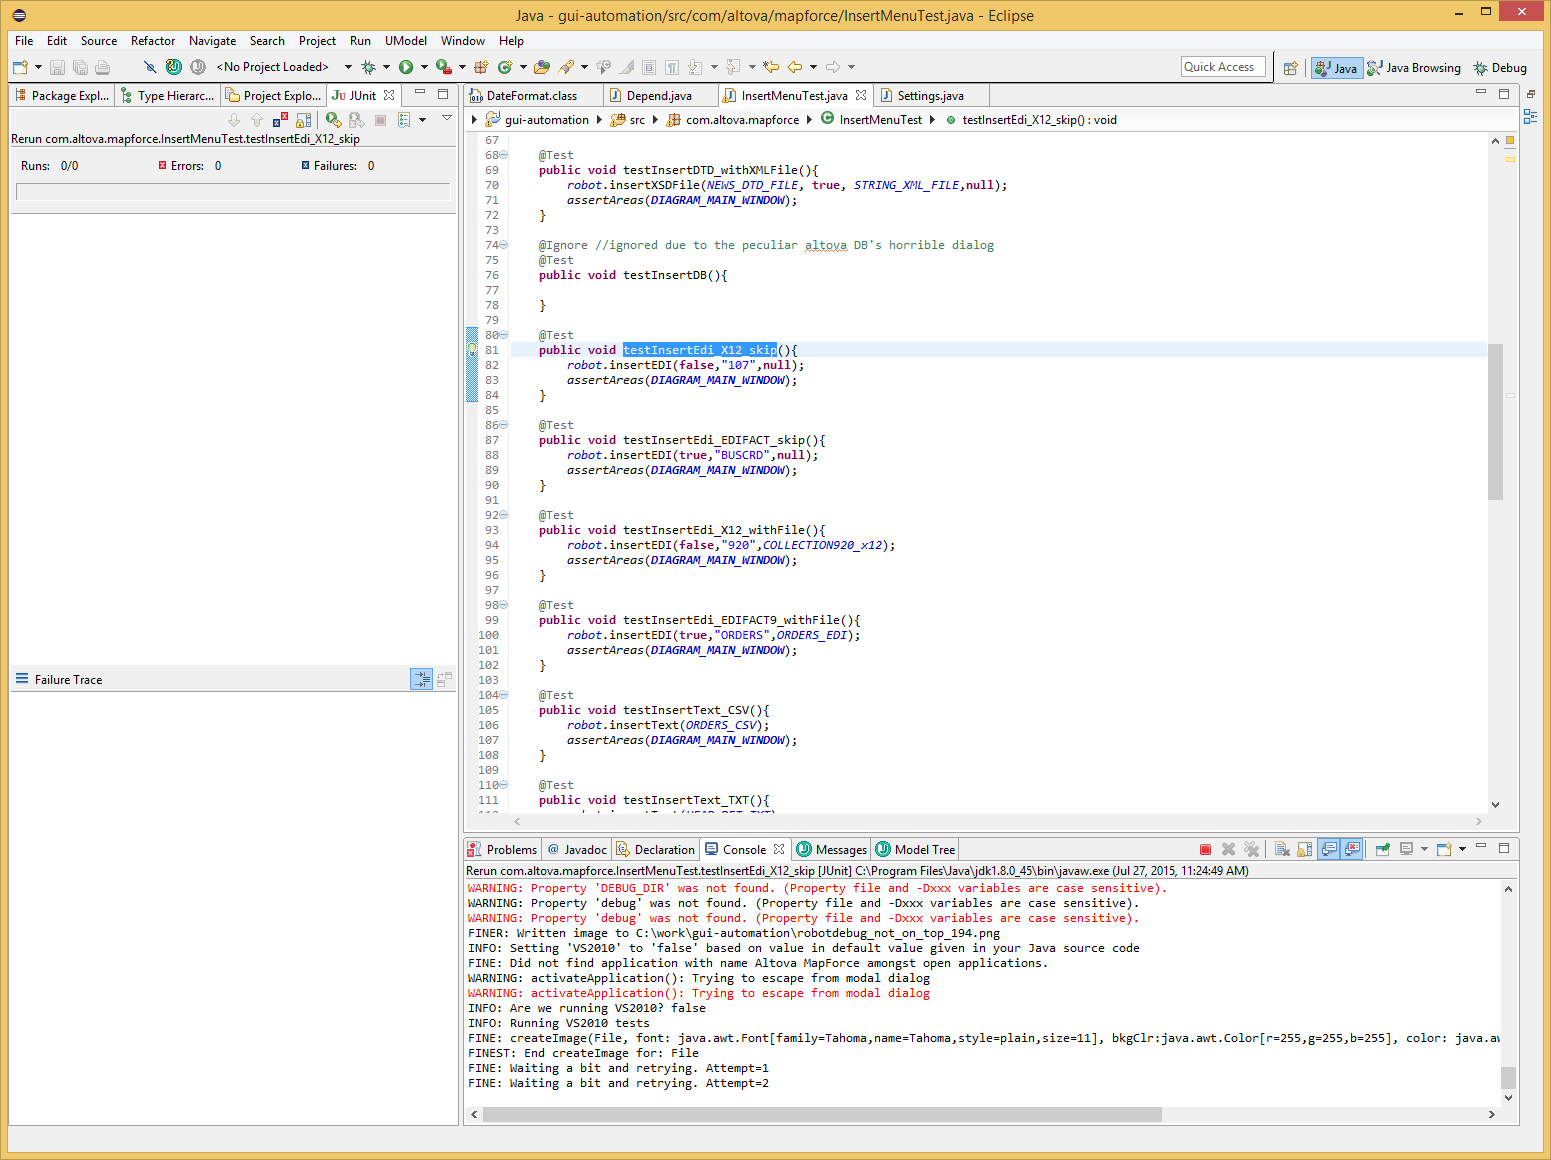 Java - gui-automation/src/com/altova/mapforce/InsertMenuTest.java - Eclipse
File Edit Source Refactor Navigate Search Project Run UModel Window Help
<No Project Loaded>
Quick Access
Java
Java Browsing
Debug
Package Expl...
Type Hierarc...
Project Explo...
JUnit
Rerun com.altova.mapforce.InsertMenuTest.testInsertEdi_X12_skip
Runs: 0/0
Errors: 0
Failures: 0
Failure Trace
DateFormat.class
Depend.java
InsertMenuTest.java
Settings.java
gui-automation
src
com.altova.mapforce
InsertMenuTest
testInsertEdi_X12_skip() : void
67
68 @Test
69 public void testInsertDTD_withXMLFile(){
70 robot.insertXSDFile(NEWS_DTD_FILE, true, STRING_XML_FILE,null);
71 assertAreas(DIAGRAM_MAIN_WINDOW);
72 }
73
74 @Ignore //ignored due to the peculiar altova DB's horrible dialog
75 @Test
76 public void testInsertDB(){
77
78 }
79
80 @Test
81 public void testInsertEdi_X12_skip(){
82 robot.insertEDI(false,"107",null);
83 assertAreas(DIAGRAM_MAIN_WINDOW);
84 }
85
86 @Test
87 public void testInsertEdi_EDIFACT_skip(){
88 robot.insertEDI(true,"BUSCRD",null);
89 assertAreas(DIAGRAM_MAIN_WINDOW);
90 }
91
92 @Test
93 public void testInsertEdi_X12_withFile(){
94 robot.insertEDI(false,"920",COLLECTION920_x12);
95 assertAreas(DIAGRAM_MAIN_WINDOW);
96 }
97
98 @Test
99 public void testInsertEdi_EDIFACT9_withFile(){
100 robot.insertEDI(true,"ORDERS",ORDERS_EDI);
101 assertAreas(DIAGRAM_MAIN_WINDOW);
102 }
103
104 @Test
105 public void testInsertText_CSV(){
106 robot.insertText(ORDERS_CSV);
107 assertAreas(DIAGRAM_MAIN_WINDOW);
108 }
109
110 @Test
111 public void testInsertText_TXT(){
Problems
Javadoc
Declaration
Console
Messages
Model Tree
Rerun com.altova.mapforce.InsertMenuTest.testInsertEdi_X12_skip [JUnit] C:\Program Files\Java\jdk1.8.0_45\bin\javaw.exe (Jul 27, 2015, 11:24:49 AM)
WARNING: Property 'DEBUG_DIR' was not found. (Property file and -Dxxx variables are case sensitive).
WARNING: Property 'debug' was not found. (Property file and -Dxxx variables are case sensitive).
WARNING: Property 'debug' was not found. (Property file and -Dxxx variables are case sensitive).
FINER: Written image to C:\work\gui-automation\robotdebug_not_on_top_194.png
INFO: Setting 'VS2010' to 'false' based on value in default value given in your Java source code
FINE: Did not find application with name Altova MapForce amongst open applications.
WARNING: activateApplication(): Trying to escape from modal dialog
WARNING: activateApplication(): Trying to escape from modal dialog
INFO: Are we running VS2010? false
INFO: Running VS2010 tests
FINE: createImage(File, font: java.awt.Font[family=Tahoma,name=Tahoma,style=plain,size=11], bkgClr:java.awt.Color[r=255,g=255,b=255], color: java.aw
FINEST: End createImage for: File
FINE: Waiting a bit and retrying. Attempt=1
FINE: Waiting a bit and retrying. Attempt=2